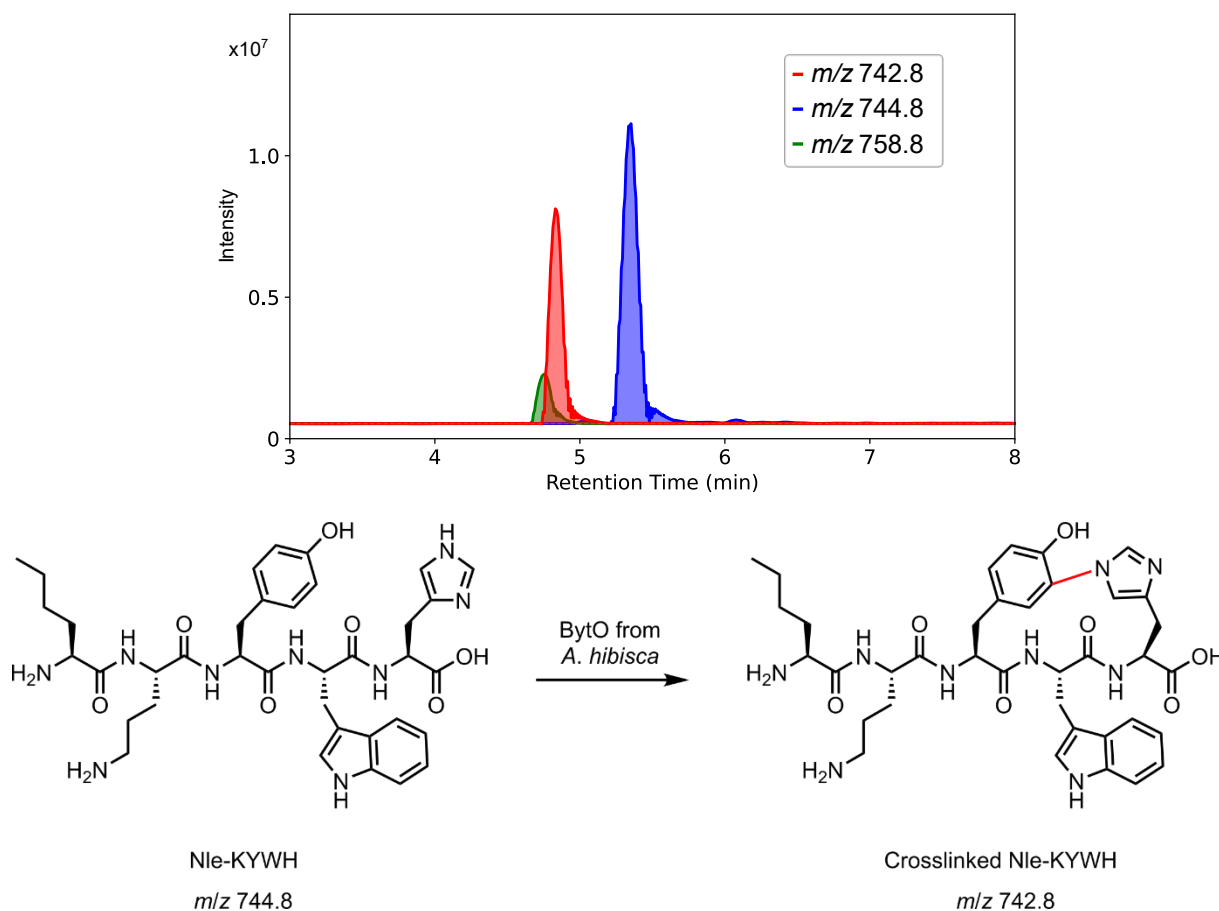 x10⁷
m/z 742.8
m/z 744.8
m/z 758.8
1.0
0.5
0
Intensity
3 4 5 6 7 8
Retention Time (min)
OH
H
N
N
H
N
O
H
N
O
OH
H2N
O
N
H
O
N
H
O
H2N
N
H
BytO from
A. hibisca
OH
N
N
H
N
O
H
N
O
OH
H2N
O
N
H
O
N
H
O
H2N
N
H
Nle-KYWH
m/z 744.8
Crosslinked Nle-KYWH
m/z 742.8